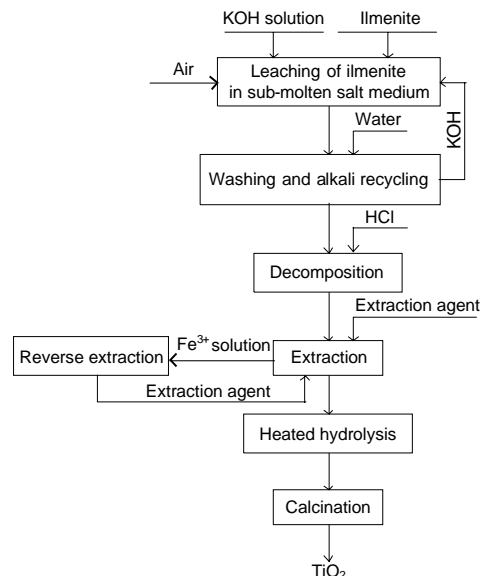 KOH solution
Ilmenite
Air
Leaching of ilmenite
in sub-molten salt medium
Water
KOH
Washing and alkali recycling
HCl
Decomposition
Extraction agent
Fe³⁺solution
Reverse extraction
Extraction
Extraction agent
Heated hydrolysis
Calcination
TiO₂